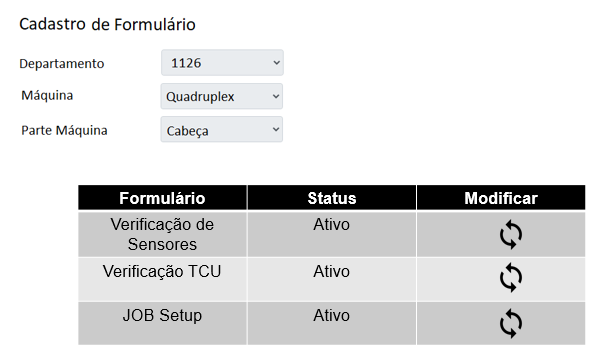 Cadastro de Formulário
Departamento 1126
Máquina Quadruplex
Parte Máquina Cabeça
Formulário Status Modificar
Verificação de Sensores Ativo
Verificação TCU Ativo
JOB Setup Ativo